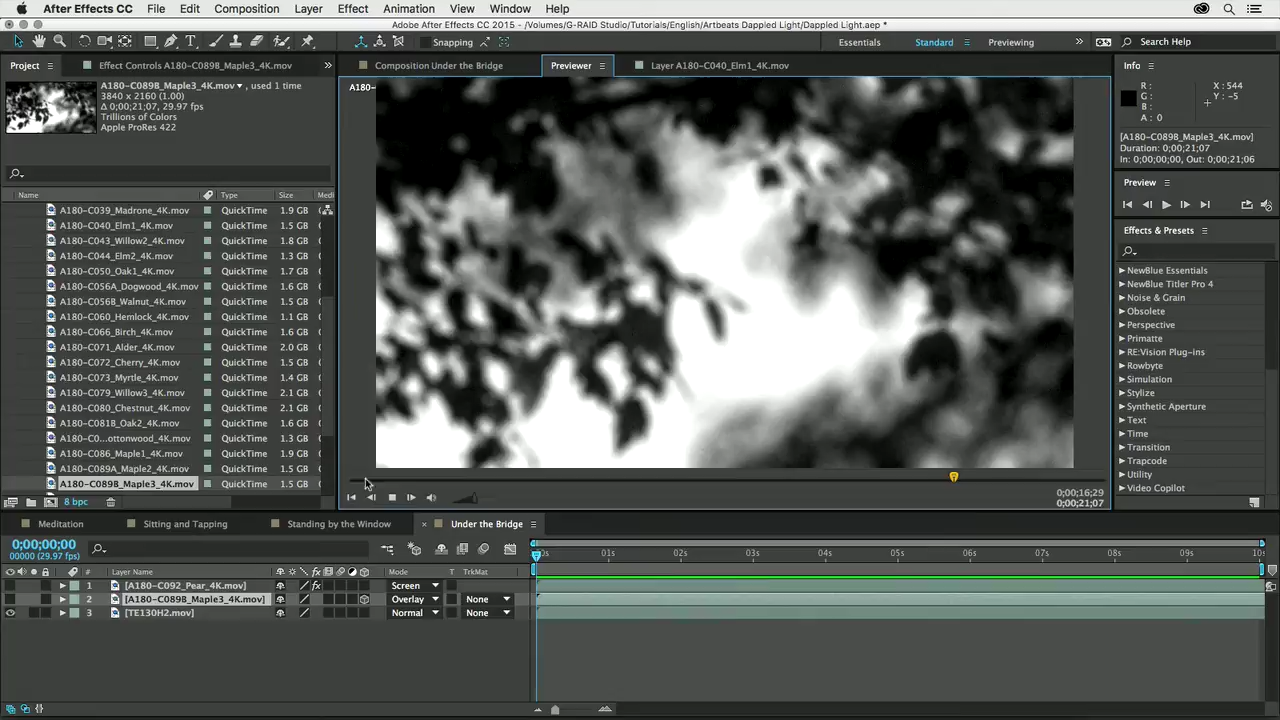 After Effects CC File Edit Composition Layer Effect Animation View Window Help
Adobe After Effects CC 2015 - /Volumes/G-RAID Studio/Tutorials/English/Artbeats Dappled Light/Dappled Light.aep *
Snapping Essentials Standard Previewing Search Help
Project Effect Controls A180-C089B_Maple3_4K.mov
A180-C089B_Maple3_4K.mov , used 1 time
3840 x 2160 (1.00)
Δ 0;00;21;07, 29.97 fps
Trillions of Colors
Apple ProRes 422
Name Type Size Medi
A180-C039_Madrone_4K.mov QuickTime 1.9 GB
A180-C040_Elm1_4K.mov QuickTime 1.5 GB
A180-C043_Willow2_4K.mov QuickTime 1.8 GB
A180-C044_Elm2_4K.mov QuickTime 1.3 GB
A180-C050_Oak1_4K.mov QuickTime 1.7 GB
A180-C056A_Dogwood_4K.mov QuickTime 1.6 GB
A180-C056B_Walnut_4K.mov QuickTime 1.5 GB
A180-C060_Hemlock_4K.mov QuickTime 1.1 GB
A180-C066_Birch_4K.mov QuickTime 1.6 GB
A180-C071_Alder_4K.mov QuickTime 2.0 GB
A180-C072_Cherry_4K.mov QuickTime 1.5 GB
A180-C073_Myrtle_4K.mov QuickTime 1.4 GB
A180-C079_Willow3_4K.mov QuickTime 2.1 GB
A180-C080_Chestnut_4K.mov QuickTime 2.1 GB
A180-C081B_Oak2_4K.mov QuickTime 1.6 GB
A180-C0...ottonwood_4K.mov QuickTime 1.3 GB
A180-C086_Maple1_4K.mov QuickTime 1.9 GB
A180-C089A_Maple2_4K.mov QuickTime 1.5 GB
A180-C089B_Maple3_4K.mov QuickTime 1.5 GB
8 bpc
Composition Under the Bridge Previewer Layer A180-C040_Elm1_4K.mov
A180-
0;00;16;29
0;00;21;07
Info
R : X : 544
G : Y : -5
B :
A : 0
[A180-C089B_Maple3_4K.mov]
Duration: 0;00;21;07
In: 0;00;00;00, Out: 0;00;21;06
Preview
Effects & Presets
NewBlue Essentials
NewBlue Titler Pro 4
Noise & Grain
Obsolete
Perspective
Primatte
RE:Vision Plug-ins
Rowbyte
Simulation
Stylize
Synthetic Aperture
Text
Time
Transition
Trapcode
Utility
Video Copilot
Meditation Sitting and Tapping Standing by the Window Under the Bridge
0;00;00;00
00000 (29.97 fps)
0s 01s 02s 03s 04s 05s 06s 07s 08s 09s 10s
# Layer Name Mode T TrkMat
1 [A180-C092_Pear_4K.mov] Screen
2 [A180-C089B_Maple3_4K.mov] Overlay None
3 [TE130H2.mov] Normal None